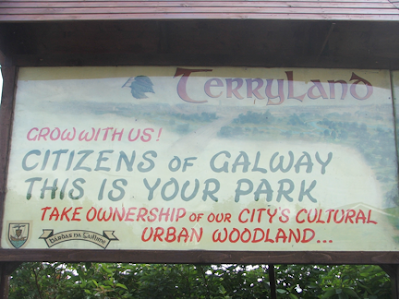 TERRYLAND
GROW WITH US!
CITIZENS OF GALWAY
THIS IS YOUR PARK
TAKE OWNERSHIP OF OUR CITY'S CULTURAL
URBAN WOODLAND...